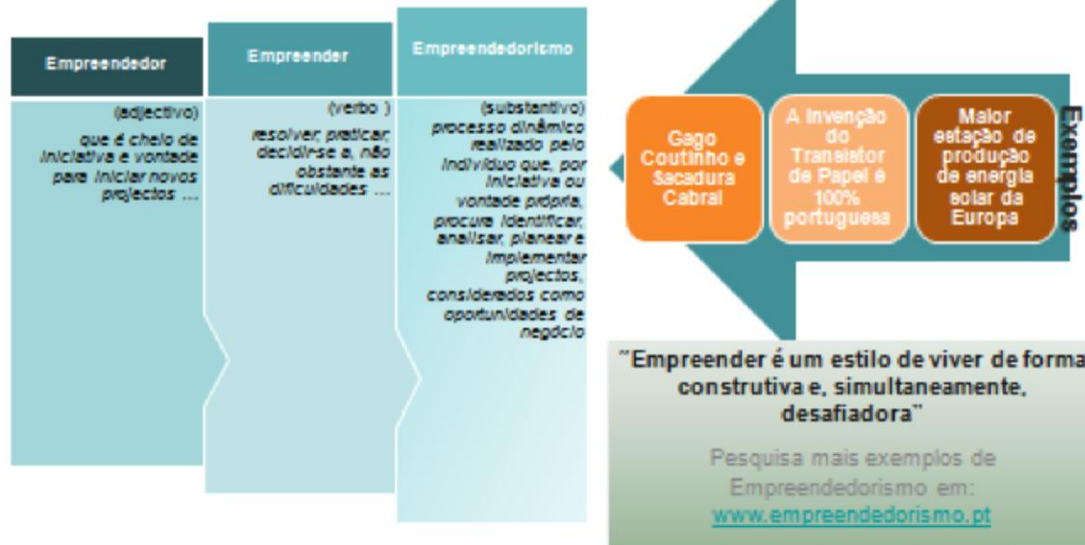 Empreendedor
(adjectivo)
que é cheio de
iniciativa e vontade
para iniciar novos
projectos ...
Empreender
(verbo )
resolver, praticar,
decidir-se a, não
obstante as
dificuldades ...
Empreendedorismo
(substantivo)
processo dinâmico
realizado pelo
indivíduo que, por
iniciativa ou
vontade própria,
procura identificar,
analisar, planear e
implementar
projectos,
considerados como
oportunidades de
negócio
Gago
Coutinho e
Sacadura
Cabral
A invenção
do
Transistor
de Papel é
100%
portuguesa
Maior
estação de
produção
de energia
solar da
Europa
Exemplos
"Empreender é um estilo de viver de forma
construtiva e, simultaneamente,
desafiadora"
Pesquisa mais exemplos de
Empreendedorismo em:
www.empreendedorismo.pt